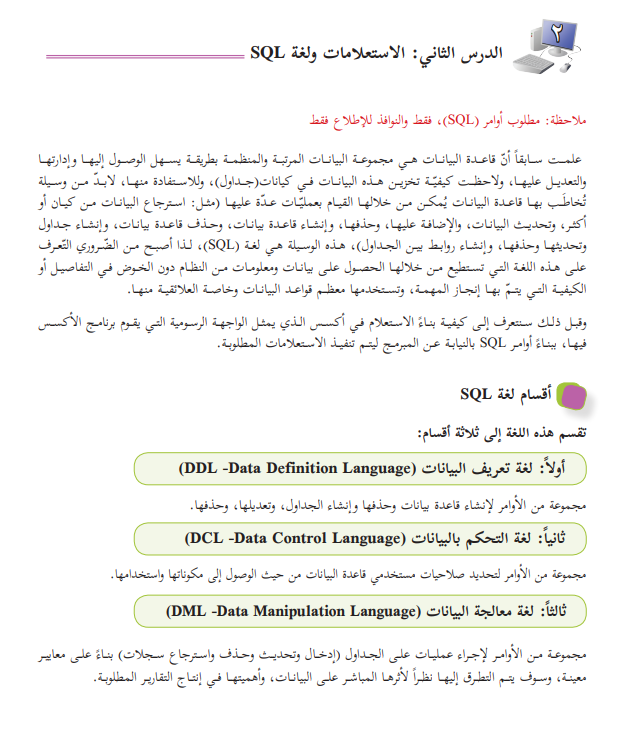 ٢
الدرس الثاني: الاستعلامات ولغة SQL
ملاحظة: مطلوب أوامر (SQL)، فقط والنوافذ للإطلاع فقط
علمت سابقاً أنّ قاعدة البيانات هي مجموعة البيانات المرتبة والمنظمة بطريقة يسهل الوصول إليها وإدارتها
والتعديل عليها، ولاحظت كيفيّة تخزين هذه البيانات في كيانات(جداول)، وللاستفادة منها، لابدّ من وسيلة
تُخاطَب بها قاعدة البيانات يُمكن من خلالها القيام بعمليّات عدّة عليها (مثل: استرجاع البيانات من كيان أو
أكثر، وتحديث البيانات، والإضافة عليها، وحذفها، وإنشاء قاعدة بيانات، وحذف قاعدة بيانات، وإنشاء جداول
وتحديثها وحذفها، وإنشاء روابط بين الجداول)، هذه الوسيلة هي لغة (SQL)، لذا أصبح من الضّروري التّعرف
على هذه اللغة التي تستطيع من خلالها الحصول على بيانات ومعلومات من النظام دون الخوض في التفاصيل أو
الكيفية التي يتمّ بها إنجاز المهمة، وتستخدمها معظم قواعد البيانات وخاصة العلائقية منها.
وقبل ذلك سنتعرف إلى كيفية بناء الاستعلام في أكسس الذي يمثل الواجهة الرسومية التي يقوم برنامج الأكسس
فيها، ببناء أوامر SQL بالنيابة عن المبرمج ليتم تنفيذ الاستعلامات المطلوبة.
أقسام لغة SQL
تقسم هذه اللغة إلى ثلاثة أقسام:
أولاً: لغة تعريف البيانات (DDL -Data Definition Language)
مجموعة من الأوامر لإنشاء قاعدة بيانات وحذفها وإنشاء الجداول، وتعديلها، وحذفها.
ثانياً: لغة التحكم بالبيانات (DCL -Data Control Language)
مجموعة من الأوامر لتحديد صلاحيات مستخدمي قاعدة البيانات من حيث الوصول إلى مكوناتها واستخدامها.
ثالثاً: لغة معالجة البيانات (DML -Data Manipulation Language)
مجموعة من الأوامر لإجراء عمليات على الجداول (إدخال وتحديث وحذف واسترجاع سجلات) بناءً على معايير
معينة، وسوف يتم التطرق إليها نظراً لأثرها المباشر على البيانات، وأهميتها في إنتاج التقارير المطلوبة.